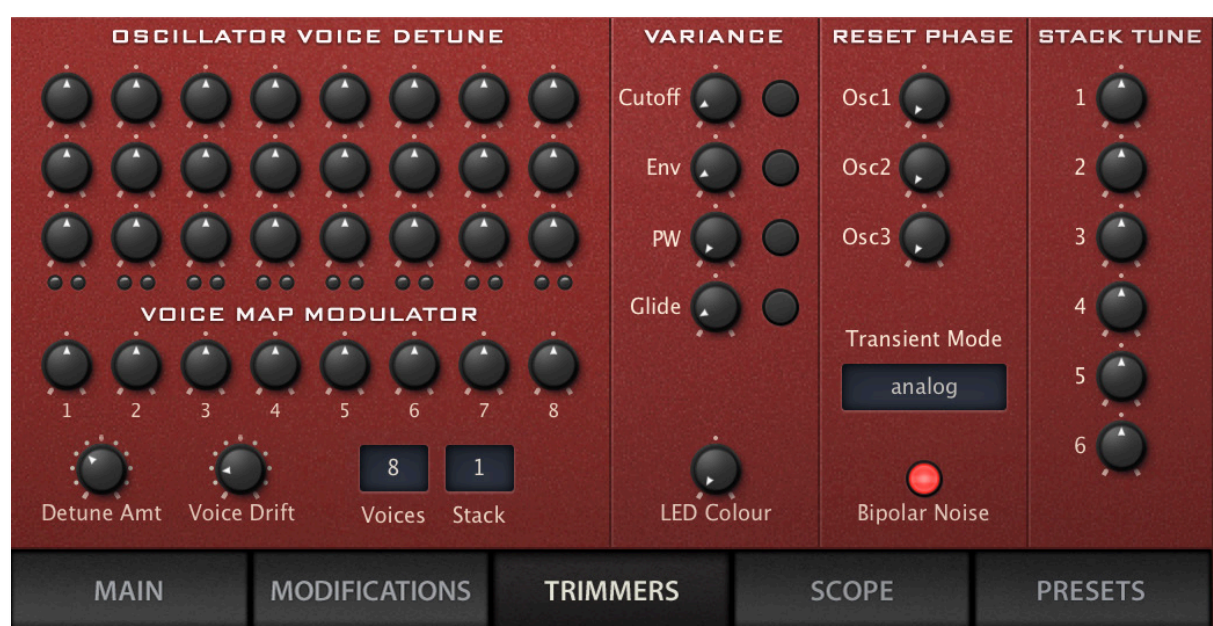 OSCILLATOR VOICE DETUNE
VOICE MAP MODULATOR
1 2 3 4 5 6 7 8
Detune Amt
Voice Drift
8
Voices
1
Stack
VARIANCE
Cutoff
Env
PW
Glide
LED Colour
RESET PHASE
Osc1
Osc2
Osc3
Transient Mode
analog
Bipolar Noise
STACK TUNE
1
2
3
4
5
6
MAIN MODIFICATIONS TRIMMERS SCOPE PRESETS